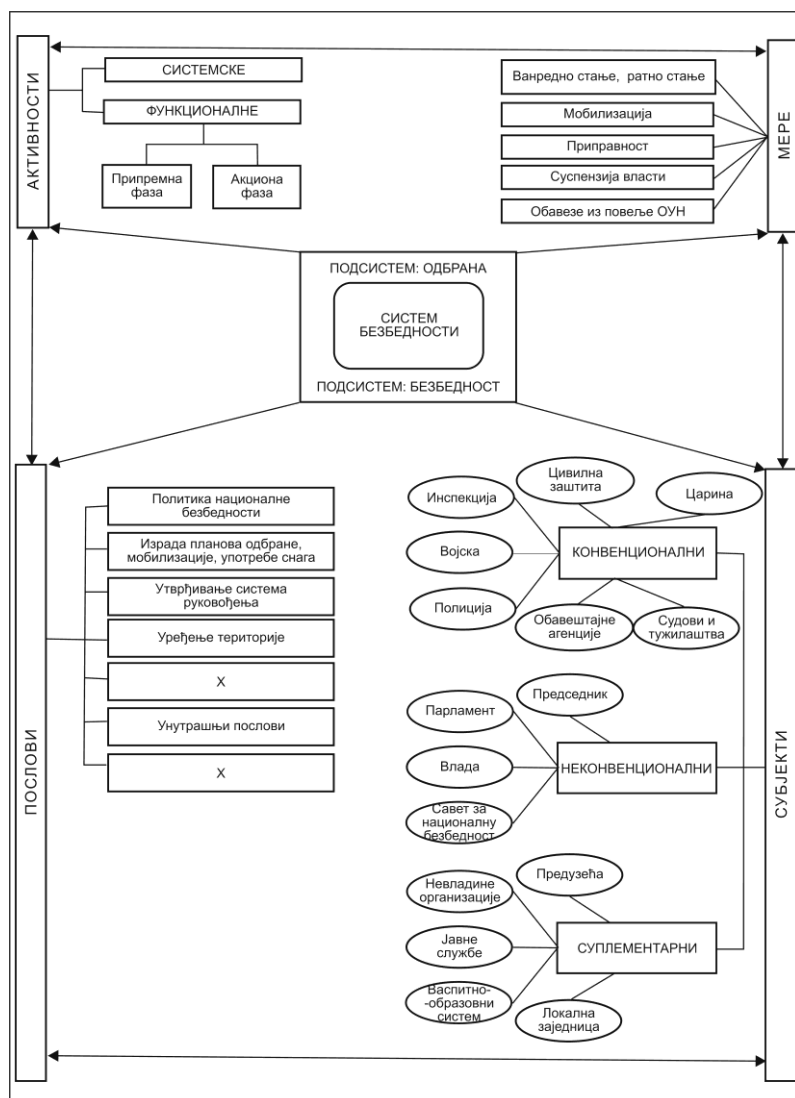 АКТИВНОСТИ
СИСТЕМСКЕ
ФУНКЦИОНАЛНЕ
Припремна
фаза
Акциона
фаза
Ванредно стање, ратно стање
Мобилизација
Приправност
Суспензија власти
Обавезе из повеље ОУН
МЕРЕ
ПОДСИСТЕМ: ОДБРАНА
СИСТЕМ
БЕЗБЕДНОСТИ
ПОДСИСТЕМ: БЕЗБЕДНОСТ
ПОСЛОВИ
Политика националне
безбедности
Израда планова одбране,
мобилизације, употребе снага
Утврђивање система
руковођења
Уређење територије
X
Унутрашњи послови
X
Инспекција
Војска
Полиција
Цивилна
заштита
Царина
КОНВЕНЦИОНАЛНИ
Обавештајне
агенције
Судови и
тужилаштва
Парламент
Влада
Савет за
националну
безбедност
Председник
НЕКОНВЕНЦИОНАЛНИ
Невладине
организације
Јавне
службе
Васпитно-
-образовни
систем
Предузећа
СУПЛЕМЕНТАРНИ
Локална
заједница
СУБЈЕКТИ